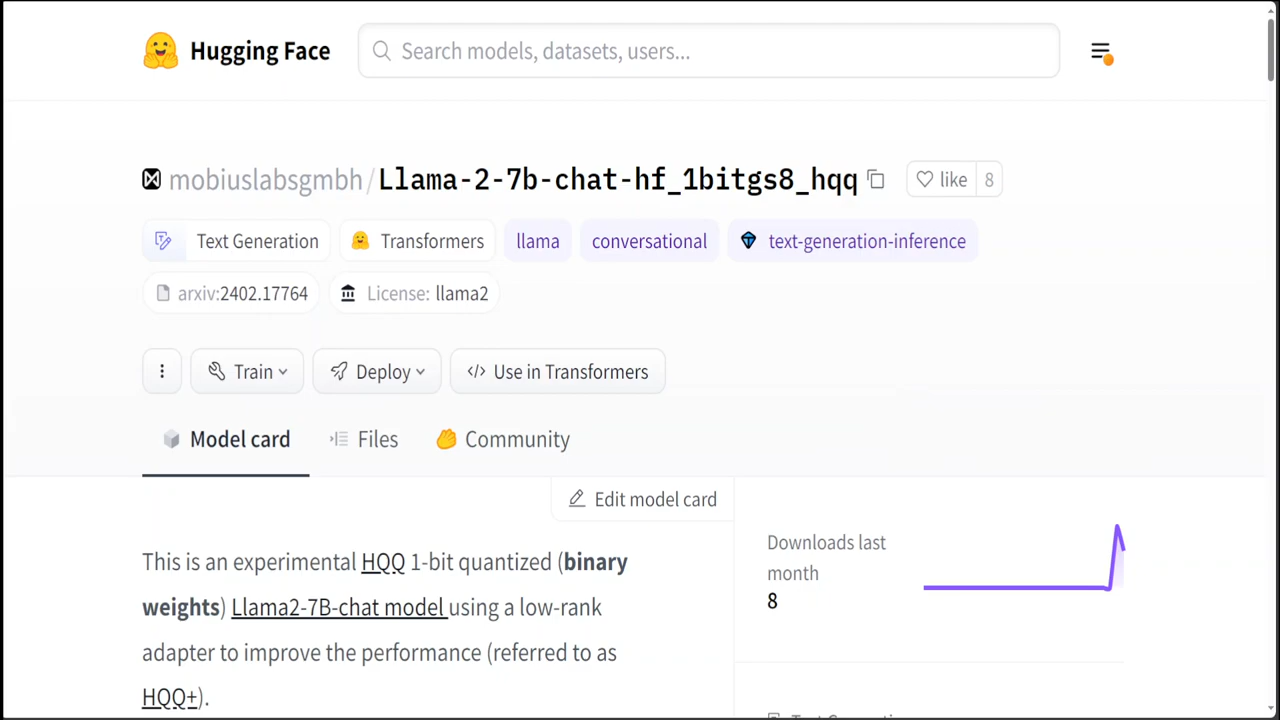 Hugging Face
Search models, datasets, users...
mobiuslabsgmbh/Llama-2-7b-chat-hf_1bitgs8_hqq
like 8
Text Generation Transformers llama conversational text-generation-inference
arxiv:2402.17764 License: llama2
Train Deploy </> Use in Transformers
Model card Files Community
Edit model card
This is an experimental HQQ 1-bit quantized (binary
weights) Llama2-7B-chat model using a low-rank
adapter to improve the performance (referred to as
HQQ+).
Downloads last
month
8